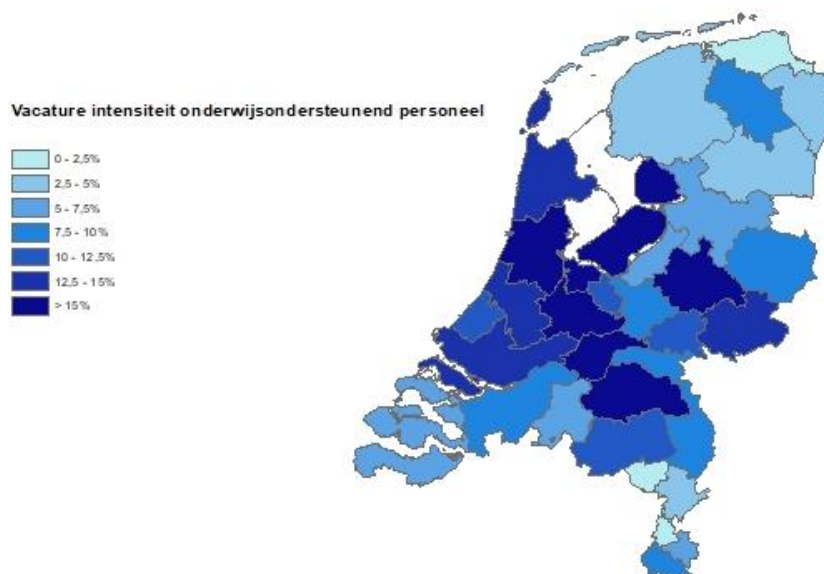 Vacature intensiteit onderwijsondersteunend personeel
0 - 2,5%
2,5 - 5%
5 - 7,5%
7,5 - 10%
10 - 12,5%
12,5 - 15%
> 15%